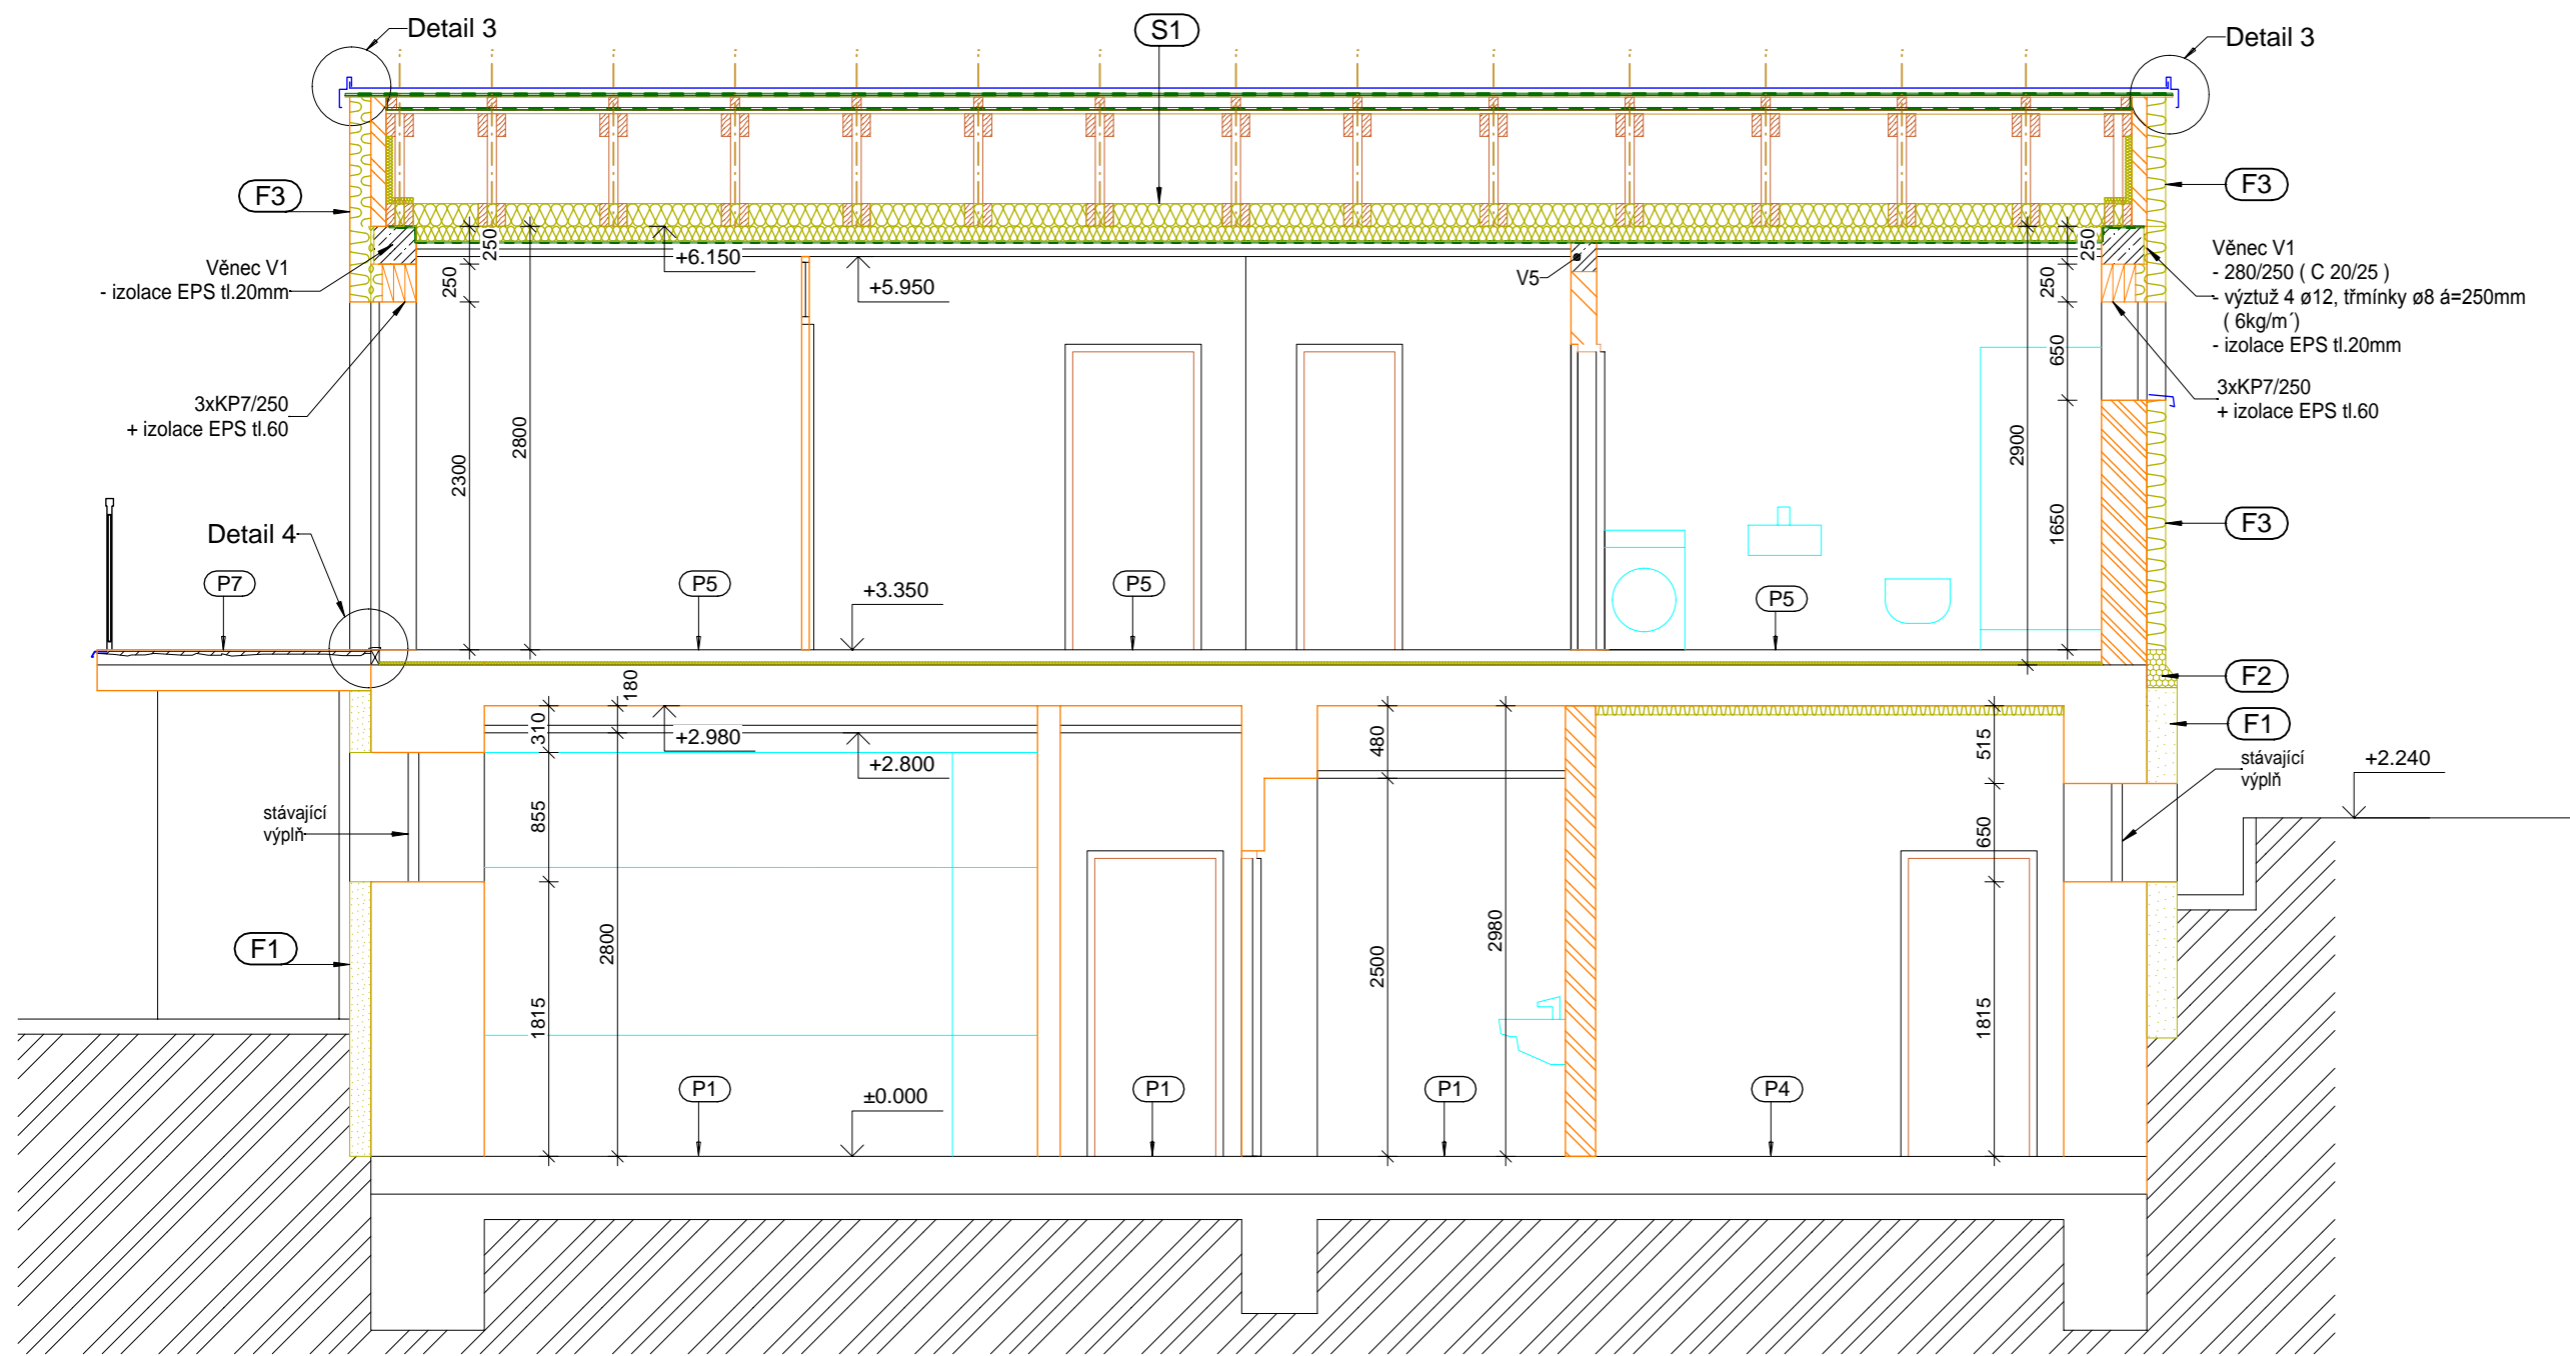 Detail 3
S1
Detail 3
F3
F3
Věnec V1
- izolace EPS tl.20mm
250
250
+6.150
+5.950
V5
250
250
Věnec V1
- 280/250 ( C 20/25 )
- výztuž 4 ø12, třmínky ø8 á=250mm
( 6kg/m´)
- izolace EPS tl.20mm
3xKP7/250
+ izolace EPS tl.60
2300
2800
2900
650
1650
3xKP7/250
+ izolace EPS tl.60
F3
Detail 4
P7
P5
+3.350
P5
P5
F2
F1
180
310
+2.980
+2.800
480
515
stávající
výplň
+2.240
stávající
výplň
855
650
F1
2800
1815
2500
2980
1815
P1
±0.000
P1
P1
P4